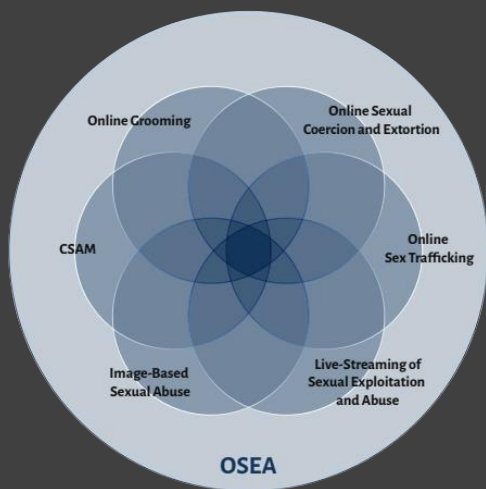 Online Grooming
Online Sexual
Coercion and Extortion
CSAM
Online
Sex Trafficking
Image-Based
Sexual Abuse
Live-Streaming of
Sexual Exploitation
and Abuse
OSEA